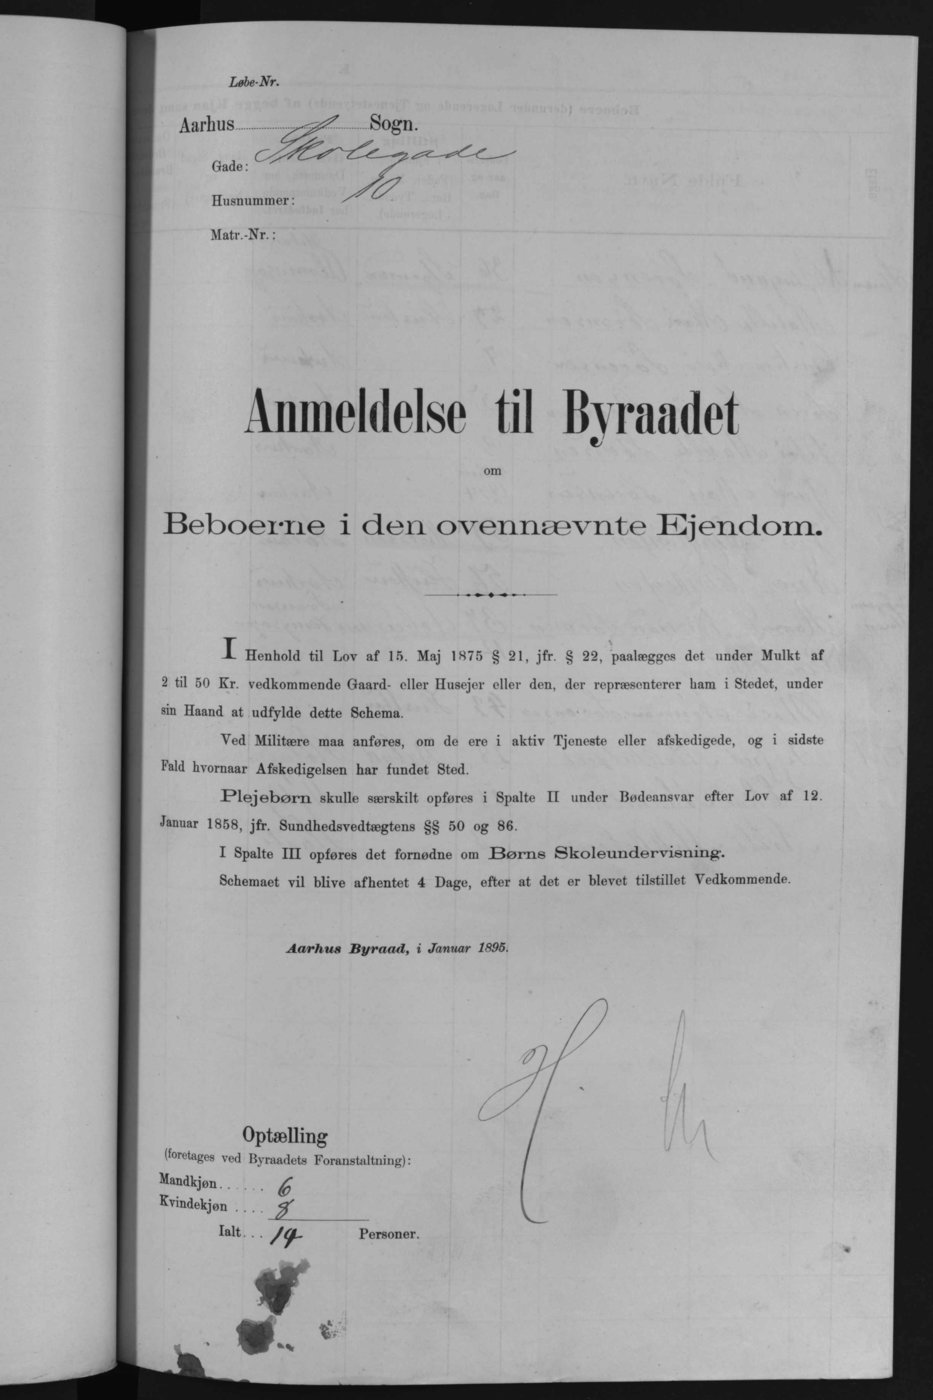 Løbe-Nr.
Aarhus Sogn.
Gade: Skolegade
Husnummer: 10.
Matr.-Nr.:
Anmeldelse til Byraadet
om
Beboerne i den ovennævnte Ejendom.
I Henhold til Lov af 15. Maj 1875 § 21, jfr. § 22, paalægges det under Mulkt af
2 til 50 Kr. vedkommende Gaard- eller Husejer eller den, der repræsenterer ham i Stedet, under
sin Haand at udfylde dette Schema.
Ved Militære maa anføres, om de ere i aktiv Tjeneste eller afskedigede, og i sidste
Fald hvornaar Afskedigelsen har fundet Sted.
Plejebørn skulle særskilt opføres i Spalte II under Bødeansvar efter Lov af 12.
Januar 1858, jfr. Sundhedsvedtægtens §§ 50 og 86.
I Spalte III opføres det fornødne om Børns Skoleundervisning.
Schemaet vil blive afhentet 4 Dage, efter at det er blevet tilstillet Vedkommende.
Aarhus Byraad, i Januar 1895.
H.
Optælling
(foretages ved Byraadets Foranstaltning):
Mandkjøn...... 6
Kvindekjøn .... 8
Ialt... 14 Personer.